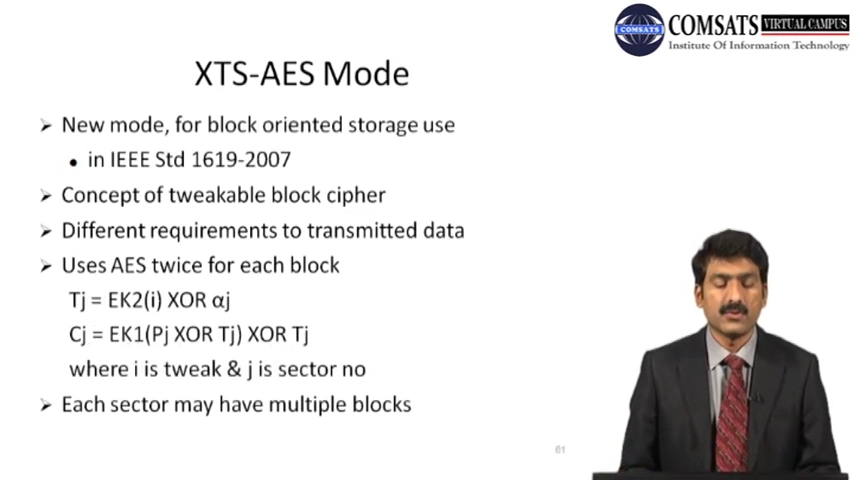 COMSATS VIRTUAL CAMPUS
Institute Of Information Technology
COMSATS
XTS-AES Mode
➢ New mode, for block oriented storage use
• in IEEE Std 1619-2007
➢ Concept of tweakable block cipher
➢ Different requirements to transmitted data
➢ Uses AES twice for each block
Tj = EK2(i) XOR αj
Cj = EK1(Pj XOR Tj) XOR Tj
where i is tweak & j is sector no
➢ Each sector may have multiple blocks
61